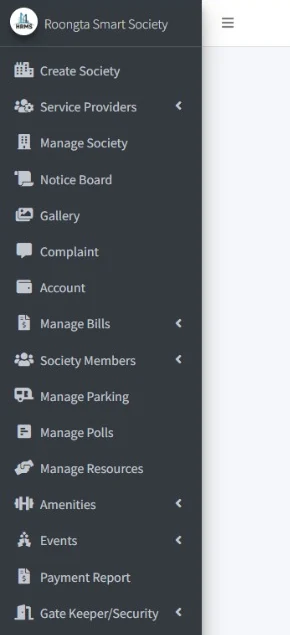 HRMS
Roongta Smart Society
Create Society
Service Providers
Manage Society
Notice Board
Gallery
Complaint
Account
Manage Bills
Society Members
Manage Parking
Manage Polls
Manage Resources
Amenities
Events
Payment Report
Gate Keeper/Security